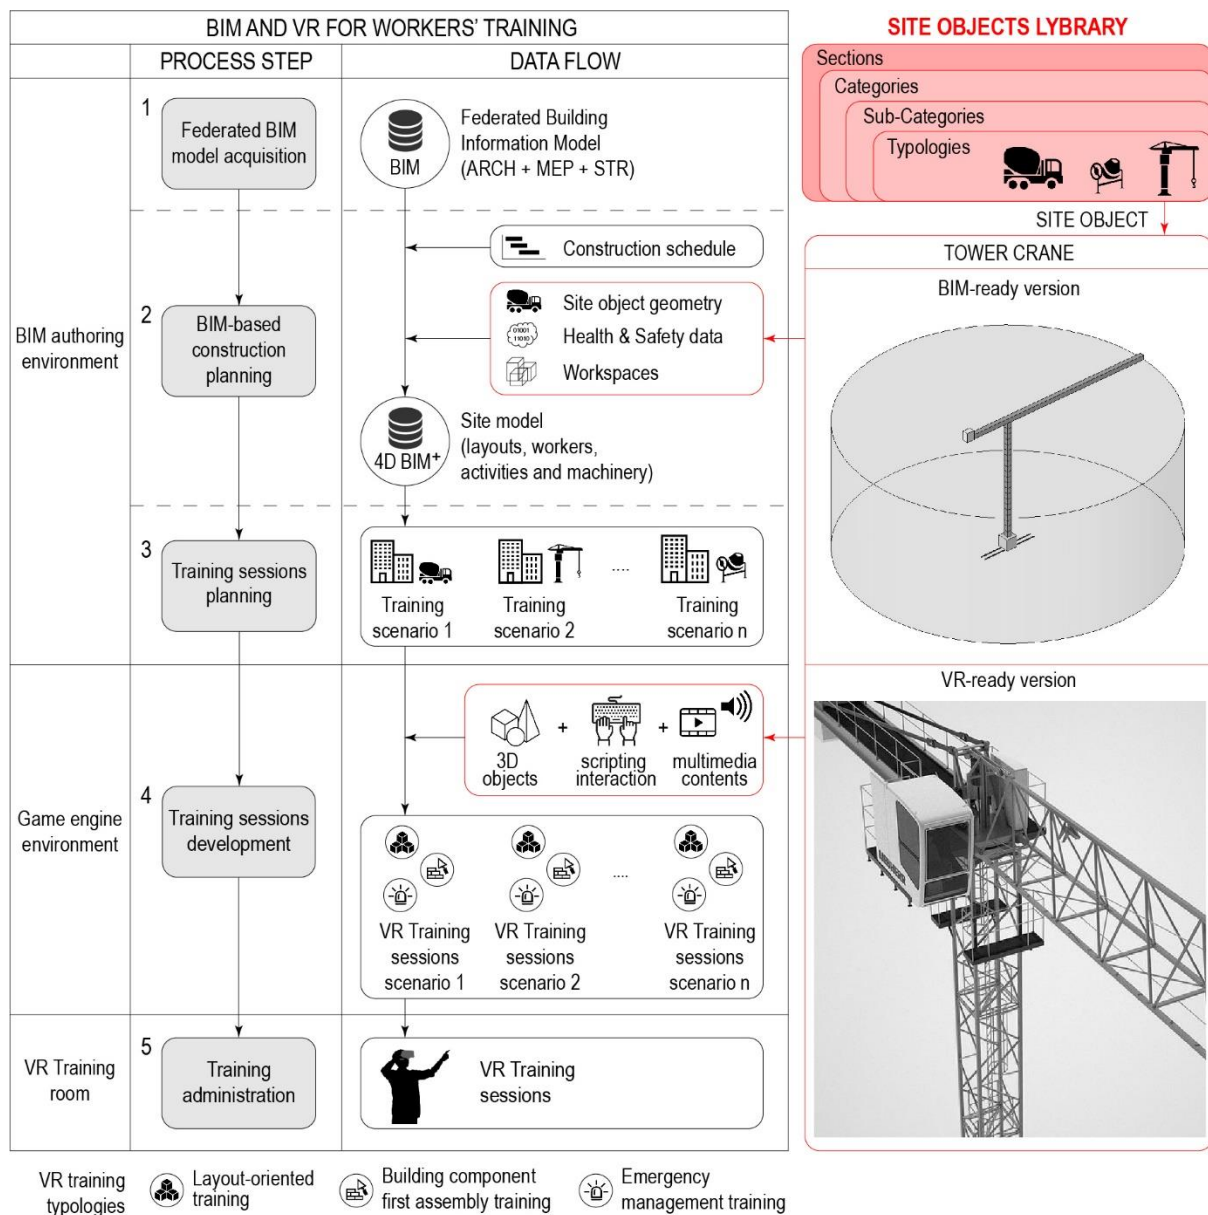 BIM AND VR FOR WORKERS' TRAINING
PROCESS STEP
DATA FLOW
BIM authoring
environment
1
Federated BIM
model acquisition
BIM
Federated Building
Information Model
(ARCH + MEP + STR)
2
BIM-based
construction
planning
Construction schedule
Site object geometry
01001
11010
Health & Safety data
Workspaces
4D BIM+
Site model
(layouts, workers,
activities and machinery)
3
Training sessions
planning
Training
scenario 1
Training
scenario 2
....
Training
scenario n
Game engine
environment
4
Training sessions
development
3D
objects
+
scripting
interaction
+
multimedia
contents
VR Training
sessions
scenario 1
VR Training
sessions
scenario 2
....
VR Training
sessions
scenario n
VR Training
room
5
Training
administration
VR Training
sessions
VR training
typologies
Layout-oriented
training
Building component
first assembly training
Emergency
management training
SITE OBJECTS LYBRARY
Sections
Categories
Sub-Categories
Typologies
SITE OBJECT
TOWER CRANE
BIM-ready version
VR-ready version
LIEBHERR